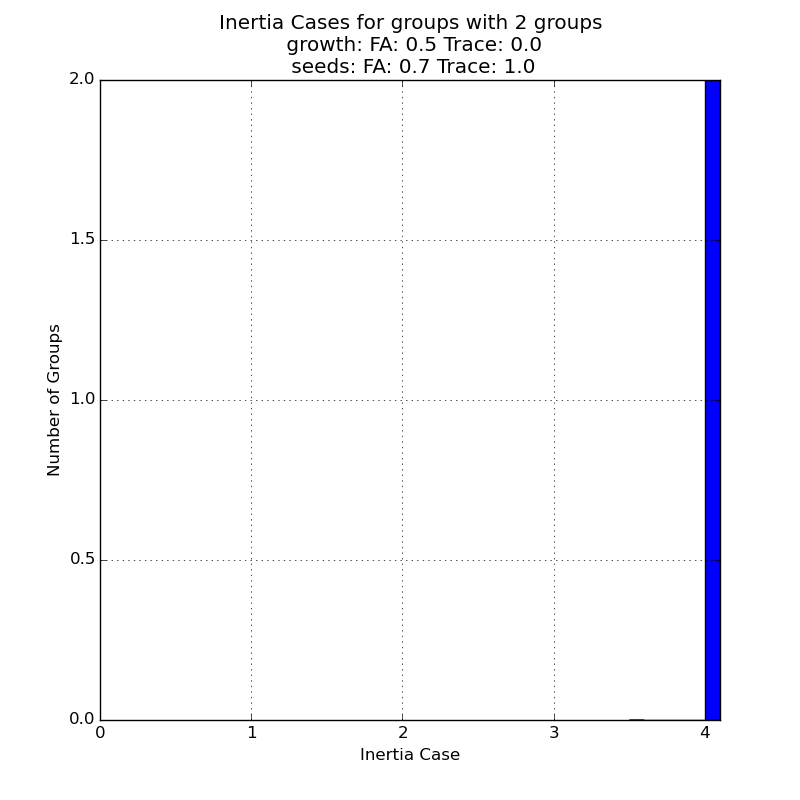 Inertia Cases for groups with 2 groups
growth: FA: 0.5 Trace: 0.0
seeds: FA: 0.7 Trace: 1.0
2.0
1.5
1.0
0.5
0.0
Number of Groups
0 1 2 3 4
Inertia Case